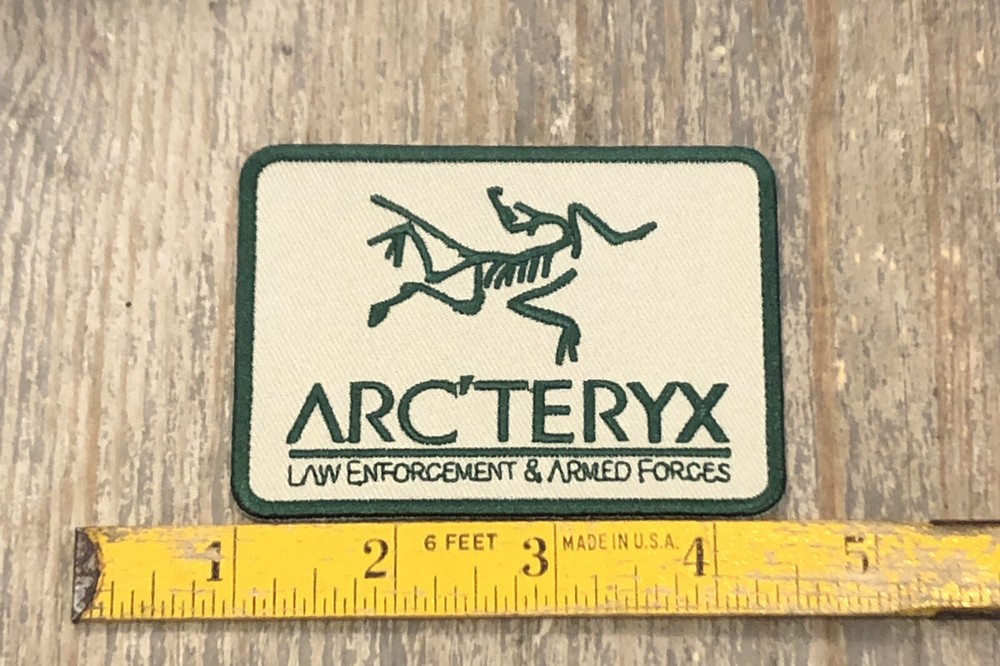 ARC'TERYX
LAW ENFORCEMENT & ARMED FORCES
1 2 6 FEET 3 MADE IN U.S.A. 4 5